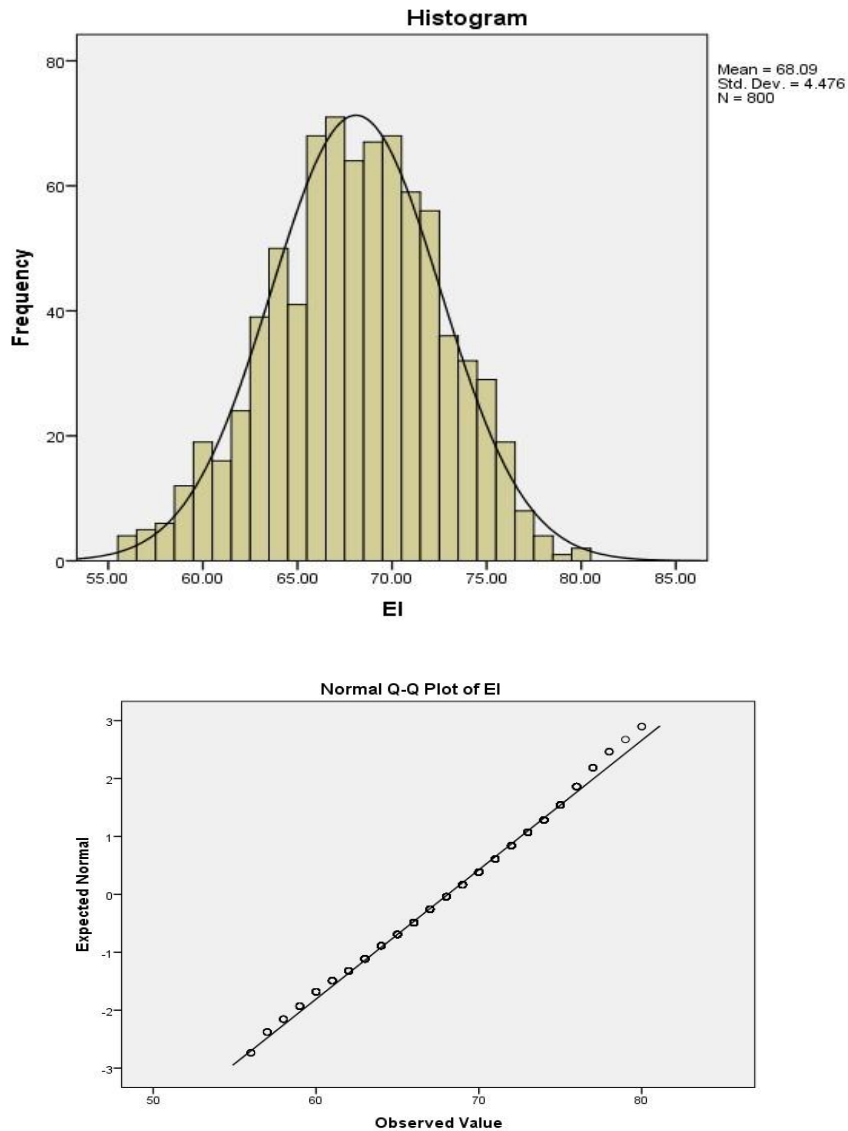 Histogram
Mean = 68.09
Std. Dev. = 4.476
N = 800
80
60
40
20
0
Frequency
55.00 60.00 65.00 70.00 75.00 80.00 85.00
EI
Normal Q-Q Plot of EI
3
2
1
0
-1
-2
-3
Expected Normal
50 60 70 80
Observed Value